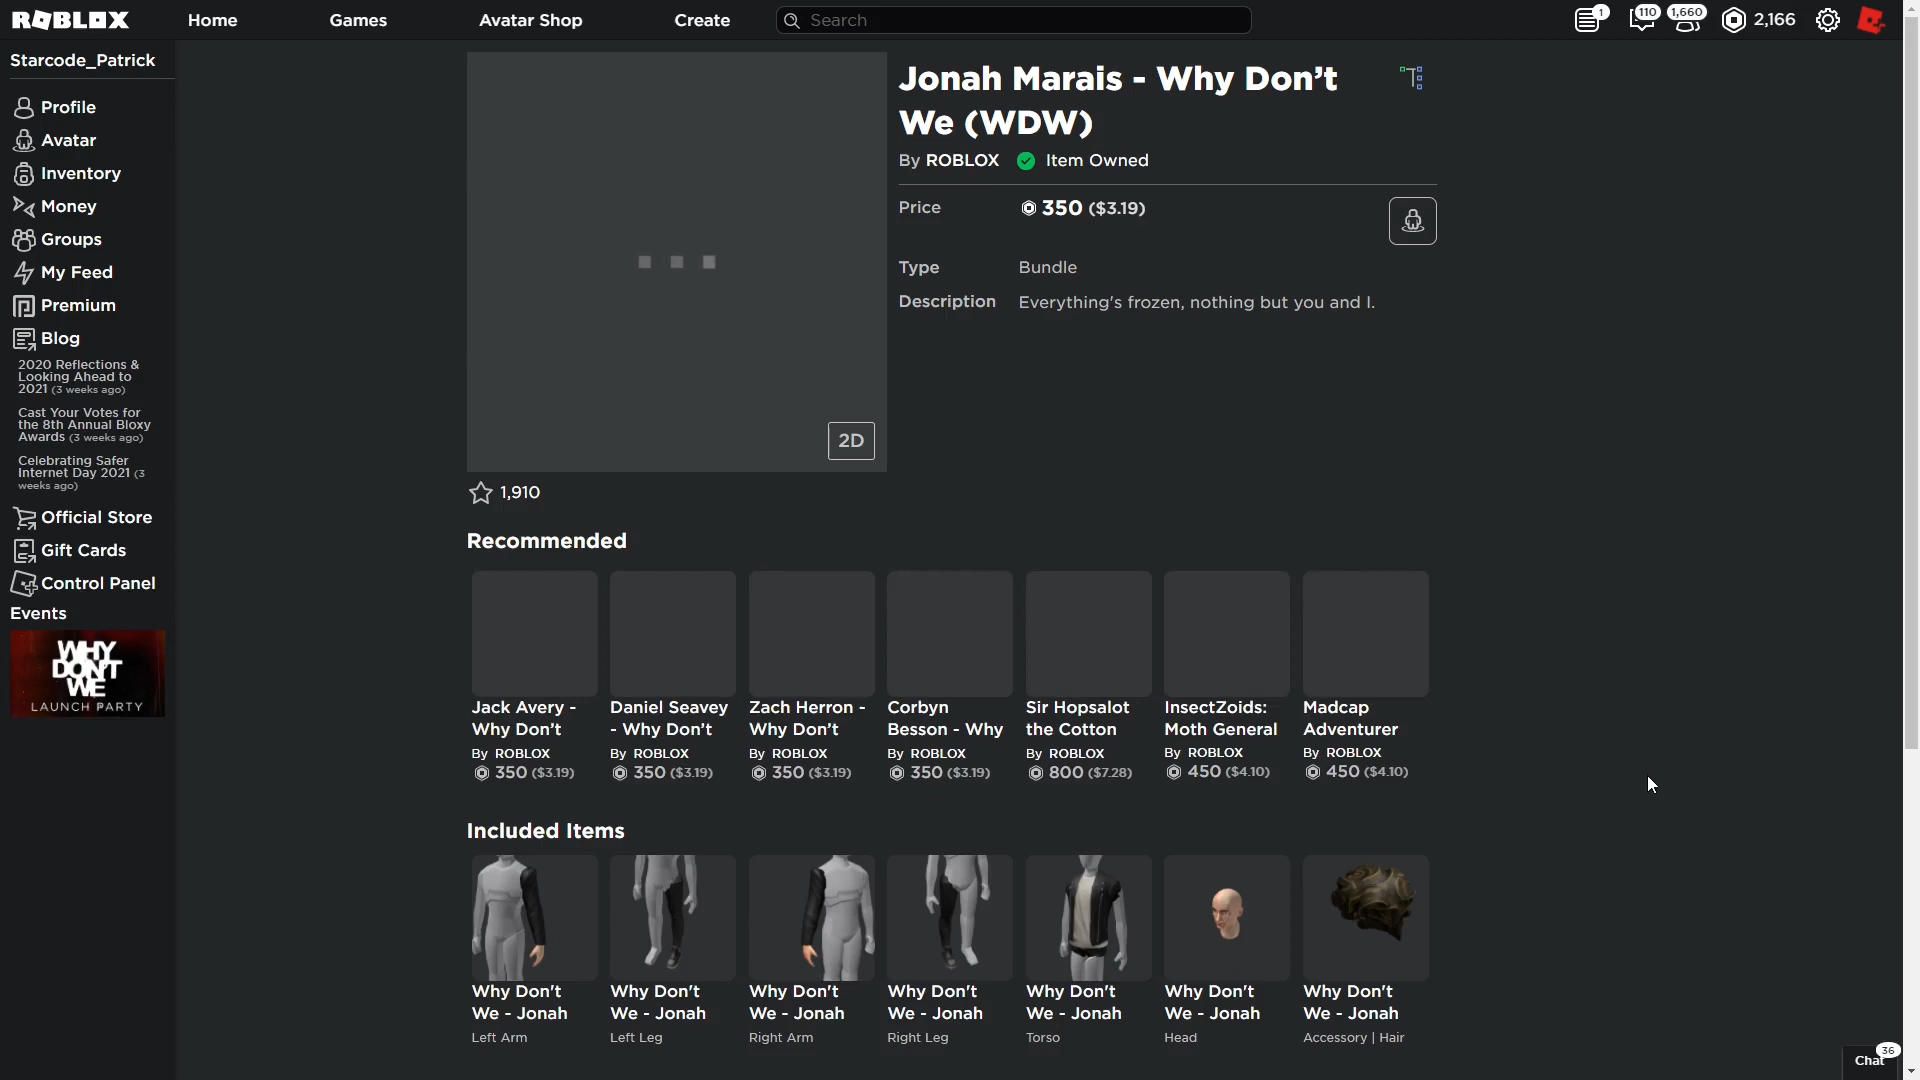 ROBLOX
Home
Games
Avatar Shop
Create
Search
1
110
1,660
2,166
Starcode_Patrick
Profile
Avatar
Inventory
Money
Groups
My Feed
Premium
Blog
2020 Reflections &
Looking Ahead to
2021 (3 weeks ago)
Cast Your Votes for
the 8th Annual Bloxy
Awards (3 weeks ago)
Celebrating Safer
Internet Day 2021 (3
weeks ago)
Official Store
Gift Cards
Control Panel
Events
WHY
DON'T
WE
LAUNCH PARTY
Jonah Marais - Why Don’t
We (WDW)
By ROBLOX Item Owned
Price 350 ($3.19)
Type Bundle
Description Everything's frozen, nothing but you and I.
2D
1,910
Recommended
Jack Avery -
Why Don’t
By ROBLOX
350 ($3.19)
Daniel Seavey
- Why Don’t
By ROBLOX
350 ($3.19)
Zach Herron -
Why Don’t
By ROBLOX
350 ($3.19)
Corbyn
Besson - Why
By ROBLOX
350 ($3.19)
Sir Hopsalot
the Cotton
By ROBLOX
800 ($7.28)
InsectZoids:
Moth General
By ROBLOX
450 ($4.10)
Madcap
Adventurer
By ROBLOX
450 ($4.10)
Included Items
Why Don't
We - Jonah
Left Arm
Why Don't
We - Jonah
Left Leg
Why Don't
We - Jonah
Right Arm
Why Don't
We - Jonah
Right Leg
Why Don't
We - Jonah
Torso
Why Don't
We - Jonah
Head
Why Don't
We - Jonah
Accessory | Hair
Chat
36